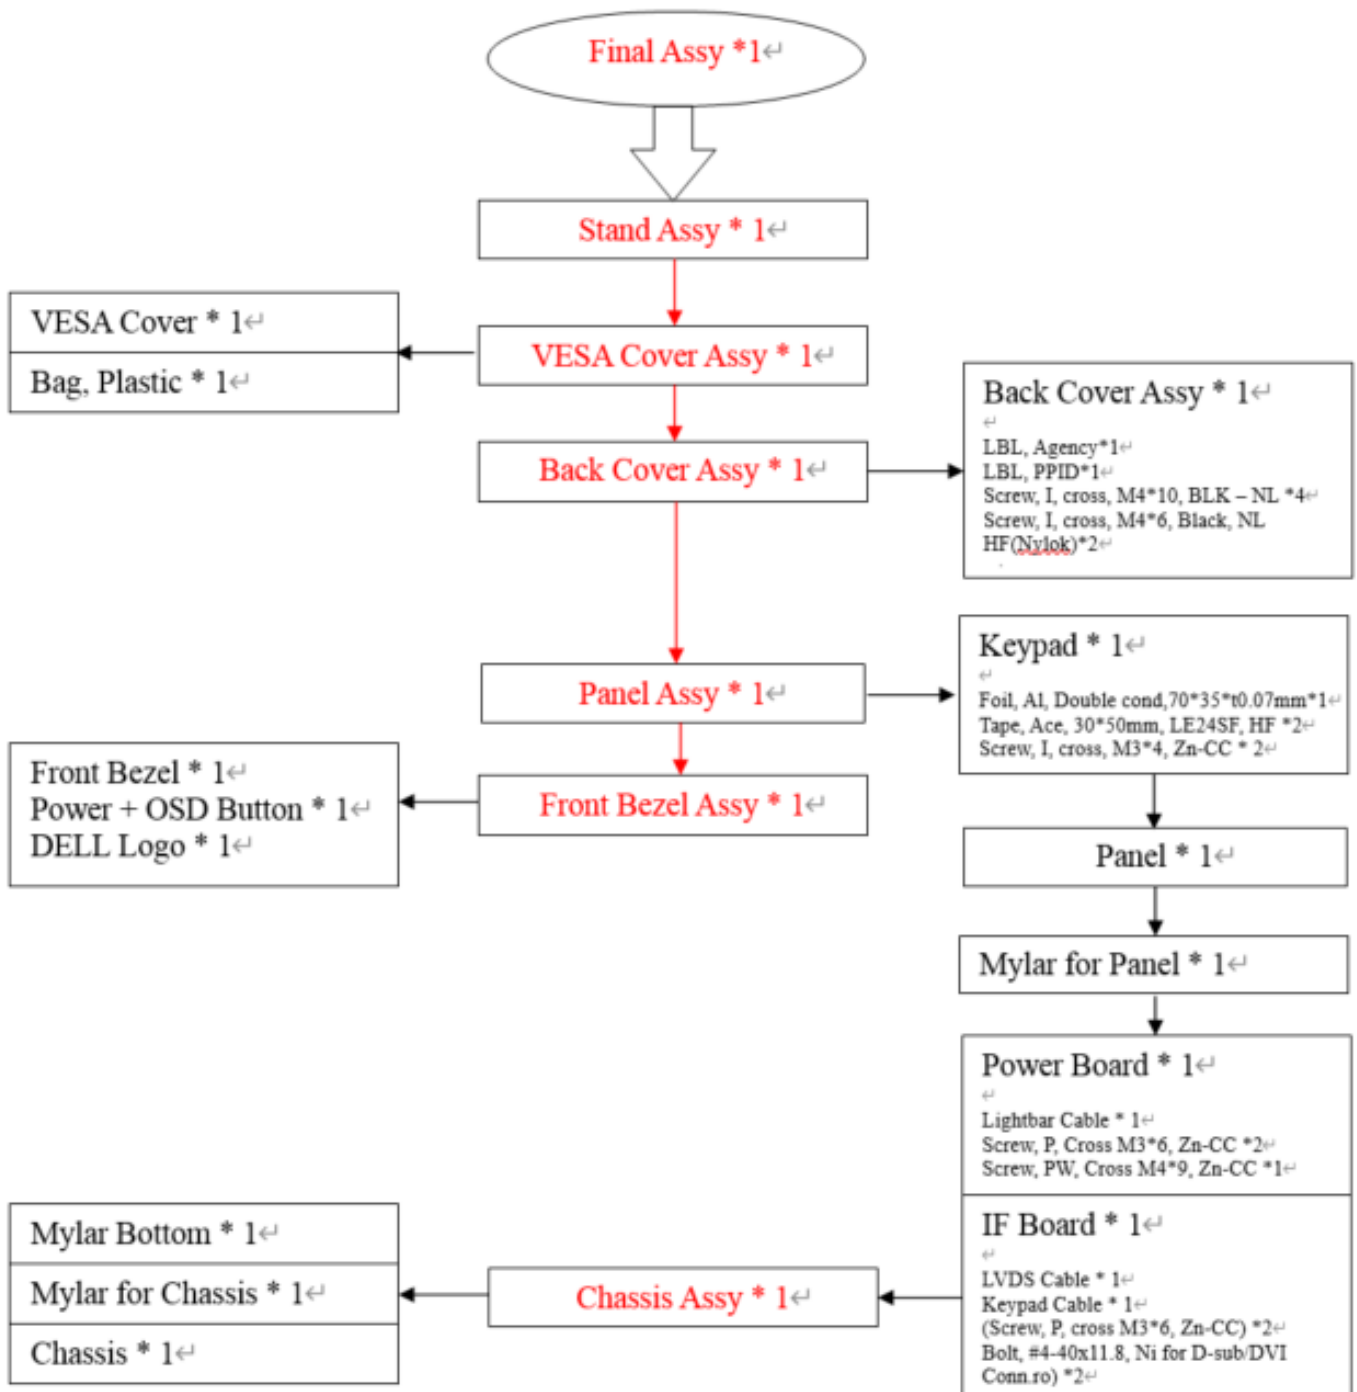 Final Assy *1↵
Stand Assy * 1↵
VESA Cover * 1↵
Bag, Plastic * 1↵
VESA Cover Assy * 1↵
Back Cover Assy * 1↵
Back Cover Assy * 1↵
↵
LBL, Agency*1↵
LBL, PPID*1↵
Screw, I, cross, M4*10, BLK – NL *4↵
Screw, I, cross, M4*6, Black, NL
HF(Nylok)*2↵
Panel Assy * 1↵
Keypad * 1↵
↵
Foil, Al, Double cond,70*35*t0.07mm*1↵
Tape, Ace, 30*50mm, LE24SF, HF *2↵
Screw, I, cross, M3*4, Zn-CC * 2↵
Front Bezel Assy * 1↵
Front Bezel * 1↵
Power + OSD Button * 1↵
DELL Logo * 1↵
Panel * 1↵
Mylar for Panel * 1↵
Power Board * 1↵
↵
Lightbar Cable * 1↵
Screw, P, Cross M3*6, Zn-CC *2↵
Screw, PW, Cross M4*9, Zn-CC *1↵
IF Board * 1↵
↵
LVDS Cable * 1↵
Keypad Cable * 1↵
(Screw, P, cross M3*6, Zn-CC) *2↵
Bolt, #4-40x11.8, Ni for D-sub/DVI
Conn.ro) *2↵
Chassis Assy * 1↵
Mylar Bottom * 1↵
Mylar for Chassis * 1↵
Chassis * 1↵